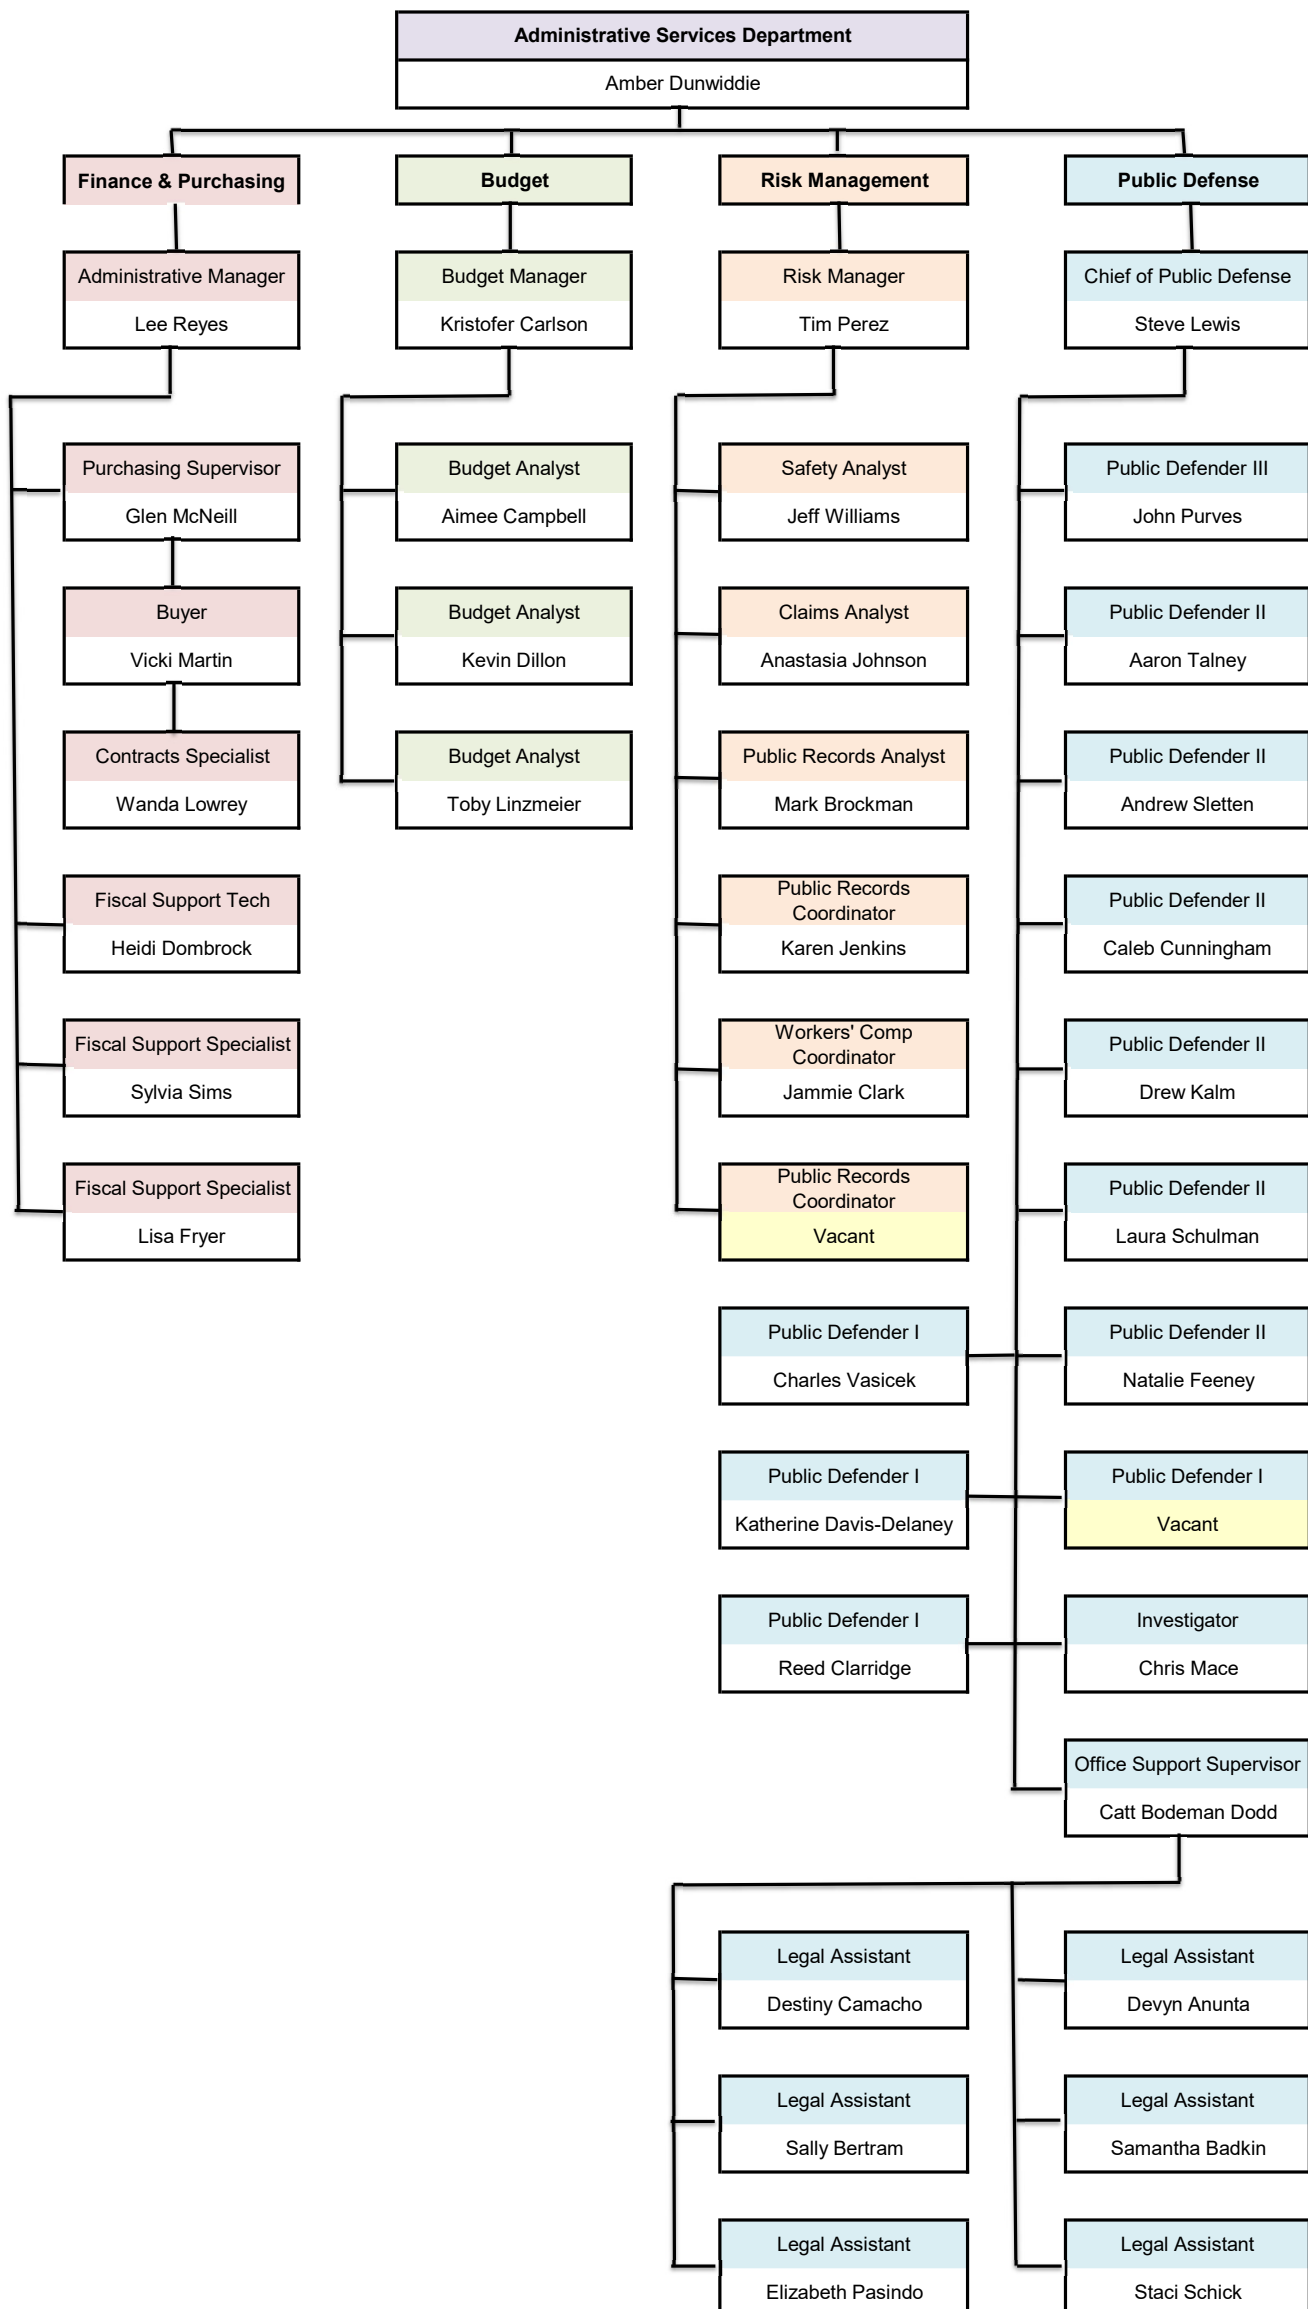 Administrative Services Department
Amber Dunwiddie
Finance & Purchasing
Budget
Risk Management
Public Defense
Administrative Manager
Lee Reyes
Budget Manager
Kristofer Carlson
Risk Manager
Tim Perez
Chief of Public Defense
Steve Lewis
Purchasing Supervisor
Glen McNeill
Budget Analyst
Aimee Campbell
Safety Analyst
Jeff Williams
Public Defender III
John Purves
Buyer
Vicki Martin
Budget Analyst
Kevin Dillon
Claims Analyst
Anastasia Johnson
Public Defender II
Aaron Talney
Contracts Specialist
Wanda Lowrey
Budget Analyst
Toby Linzmeier
Public Records Analyst
Mark Brockman
Public Defender II
Andrew Sletten
Fiscal Support Tech
Heidi Dombrock
Public Records
Coordinator
Karen Jenkins
Public Defender II
Caleb Cunningham
Fiscal Support Specialist
Sylvia Sims
Workers' Comp
Coordinator
Jammie Clark
Public Defender II
Drew Kalm
Fiscal Support Specialist
Lisa Fryer
Public Records
Coordinator
Vacant
Public Defender II
Laura Schulman
Public Defender I
Charles Vasicek
Public Defender II
Natalie Feeney
Public Defender I
Katherine Davis-Delaney
Public Defender I
Vacant
Public Defender I
Reed Clarridge
Investigator
Chris Mace
Office Support Supervisor
Catt Bodeman Dodd
Legal Assistant
Destiny Camacho
Legal Assistant
Devyn Anunta
Legal Assistant
Sally Bertram
Legal Assistant
Samantha Badkin
Legal Assistant
Elizabeth Pasindo
Legal Assistant
Staci Schick